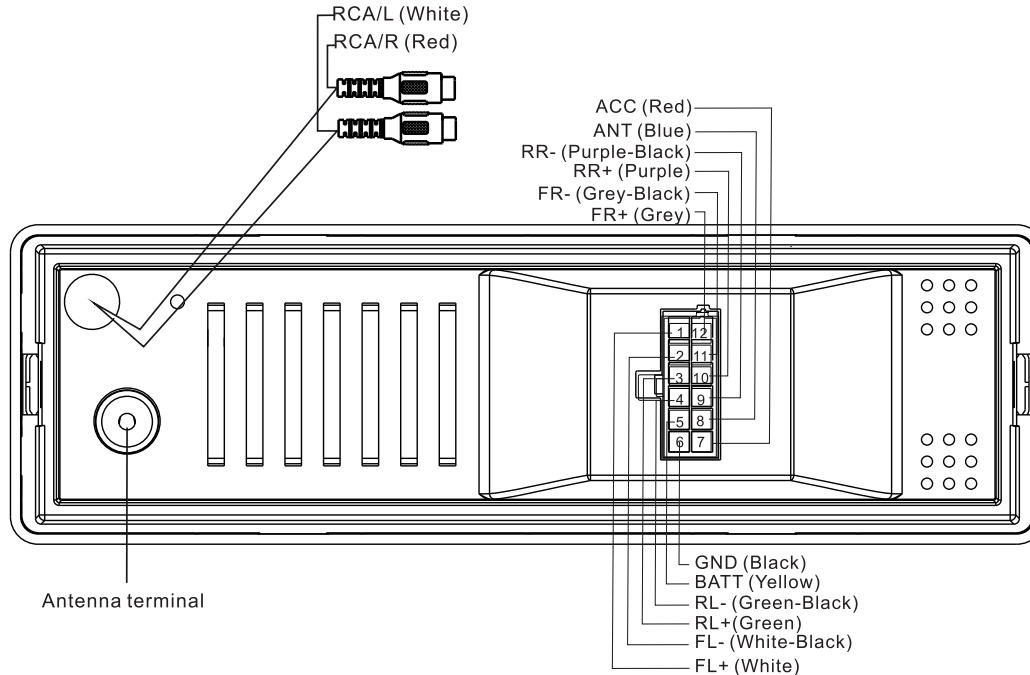 RCA/L (White)
RCA/R (Red)
ACC (Red)
ANT (Blue)
RR- (Purple-Black)
RR+ (Purple)
FR- (Grey-Black)
FR+ (Grey)
1 12
2 11
3 10
4 9
5 8
6 7
GND (Black)
BATT (Yellow)
RL- (Green-Black)
RL+(Green)
FL- (White-Black)
FL+ (White)
Antenna terminal